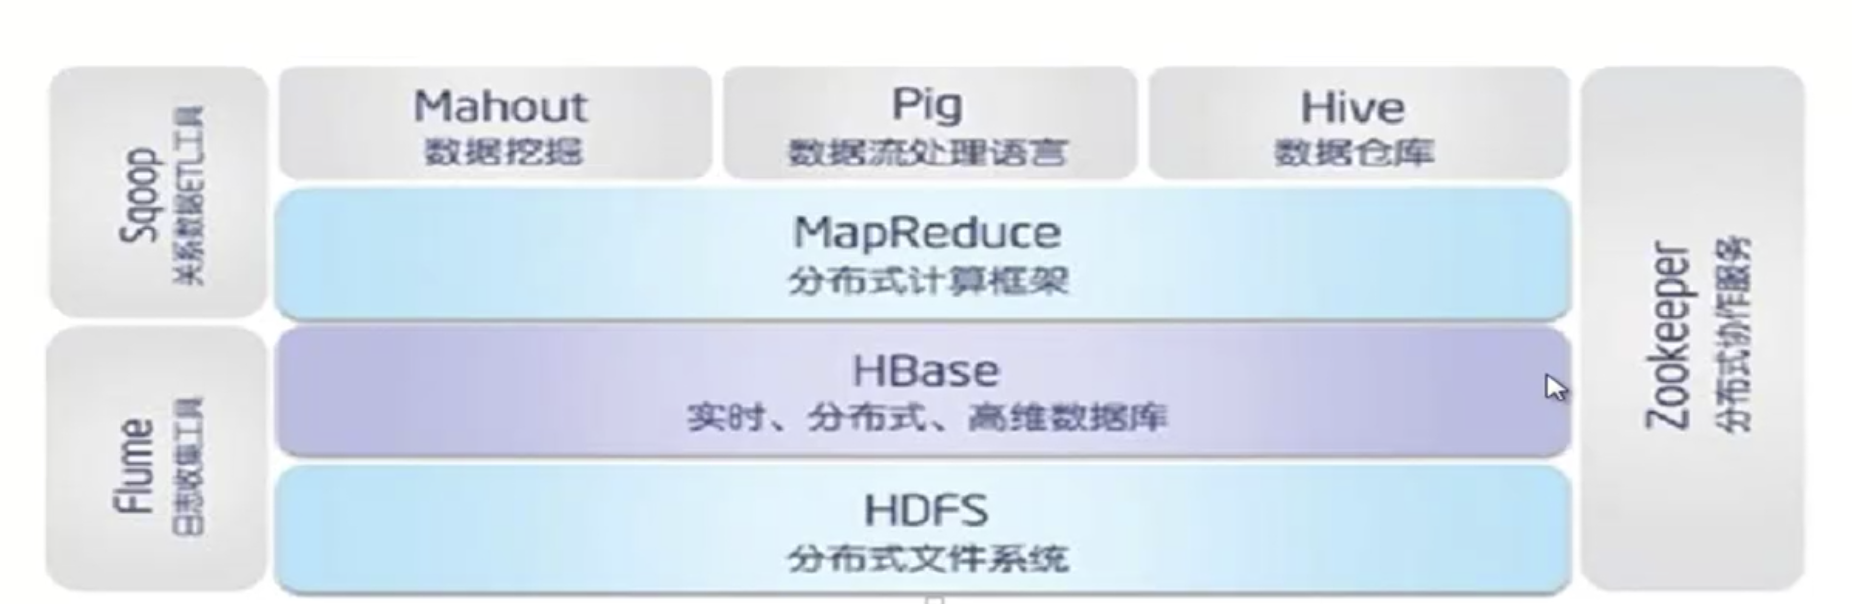 Sqoop
关系数据ETL工具
Flume
日志收集工具
Mahout
数据挖掘
Pig
数据流处理语言
Hive
数据仓库
MapReduce
分布式计算框架
HBase
实时、分布式、高维数据库
HDFS
分布式文件系统
Zookeeper
分布式协作服务